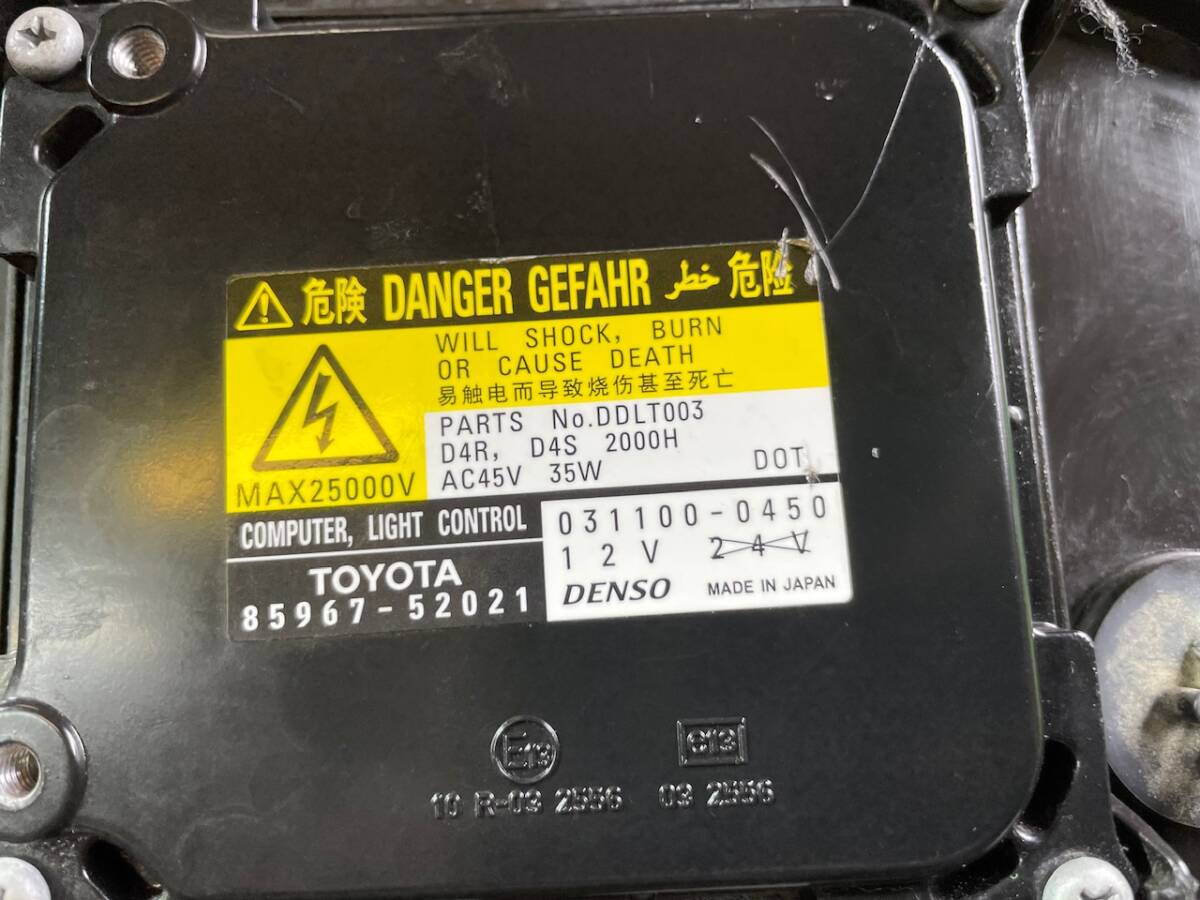 危険 DANGER GEFAHR خطر 危险
WILL SHOCK, BURN
OR CAUSE DEATH
易触电而导致烧伤甚至死亡
MAX25000V
PARTS No.DDLT003
D4R, D4S 2000H
AC45V 35W DOT
COMPUTER, LIGHT CONTROL
TOYOTA
85967-52021
031100-0450
12V 24V
DENSO MADE IN JAPAN
E13 e13
10 R-03 2556 03 2556